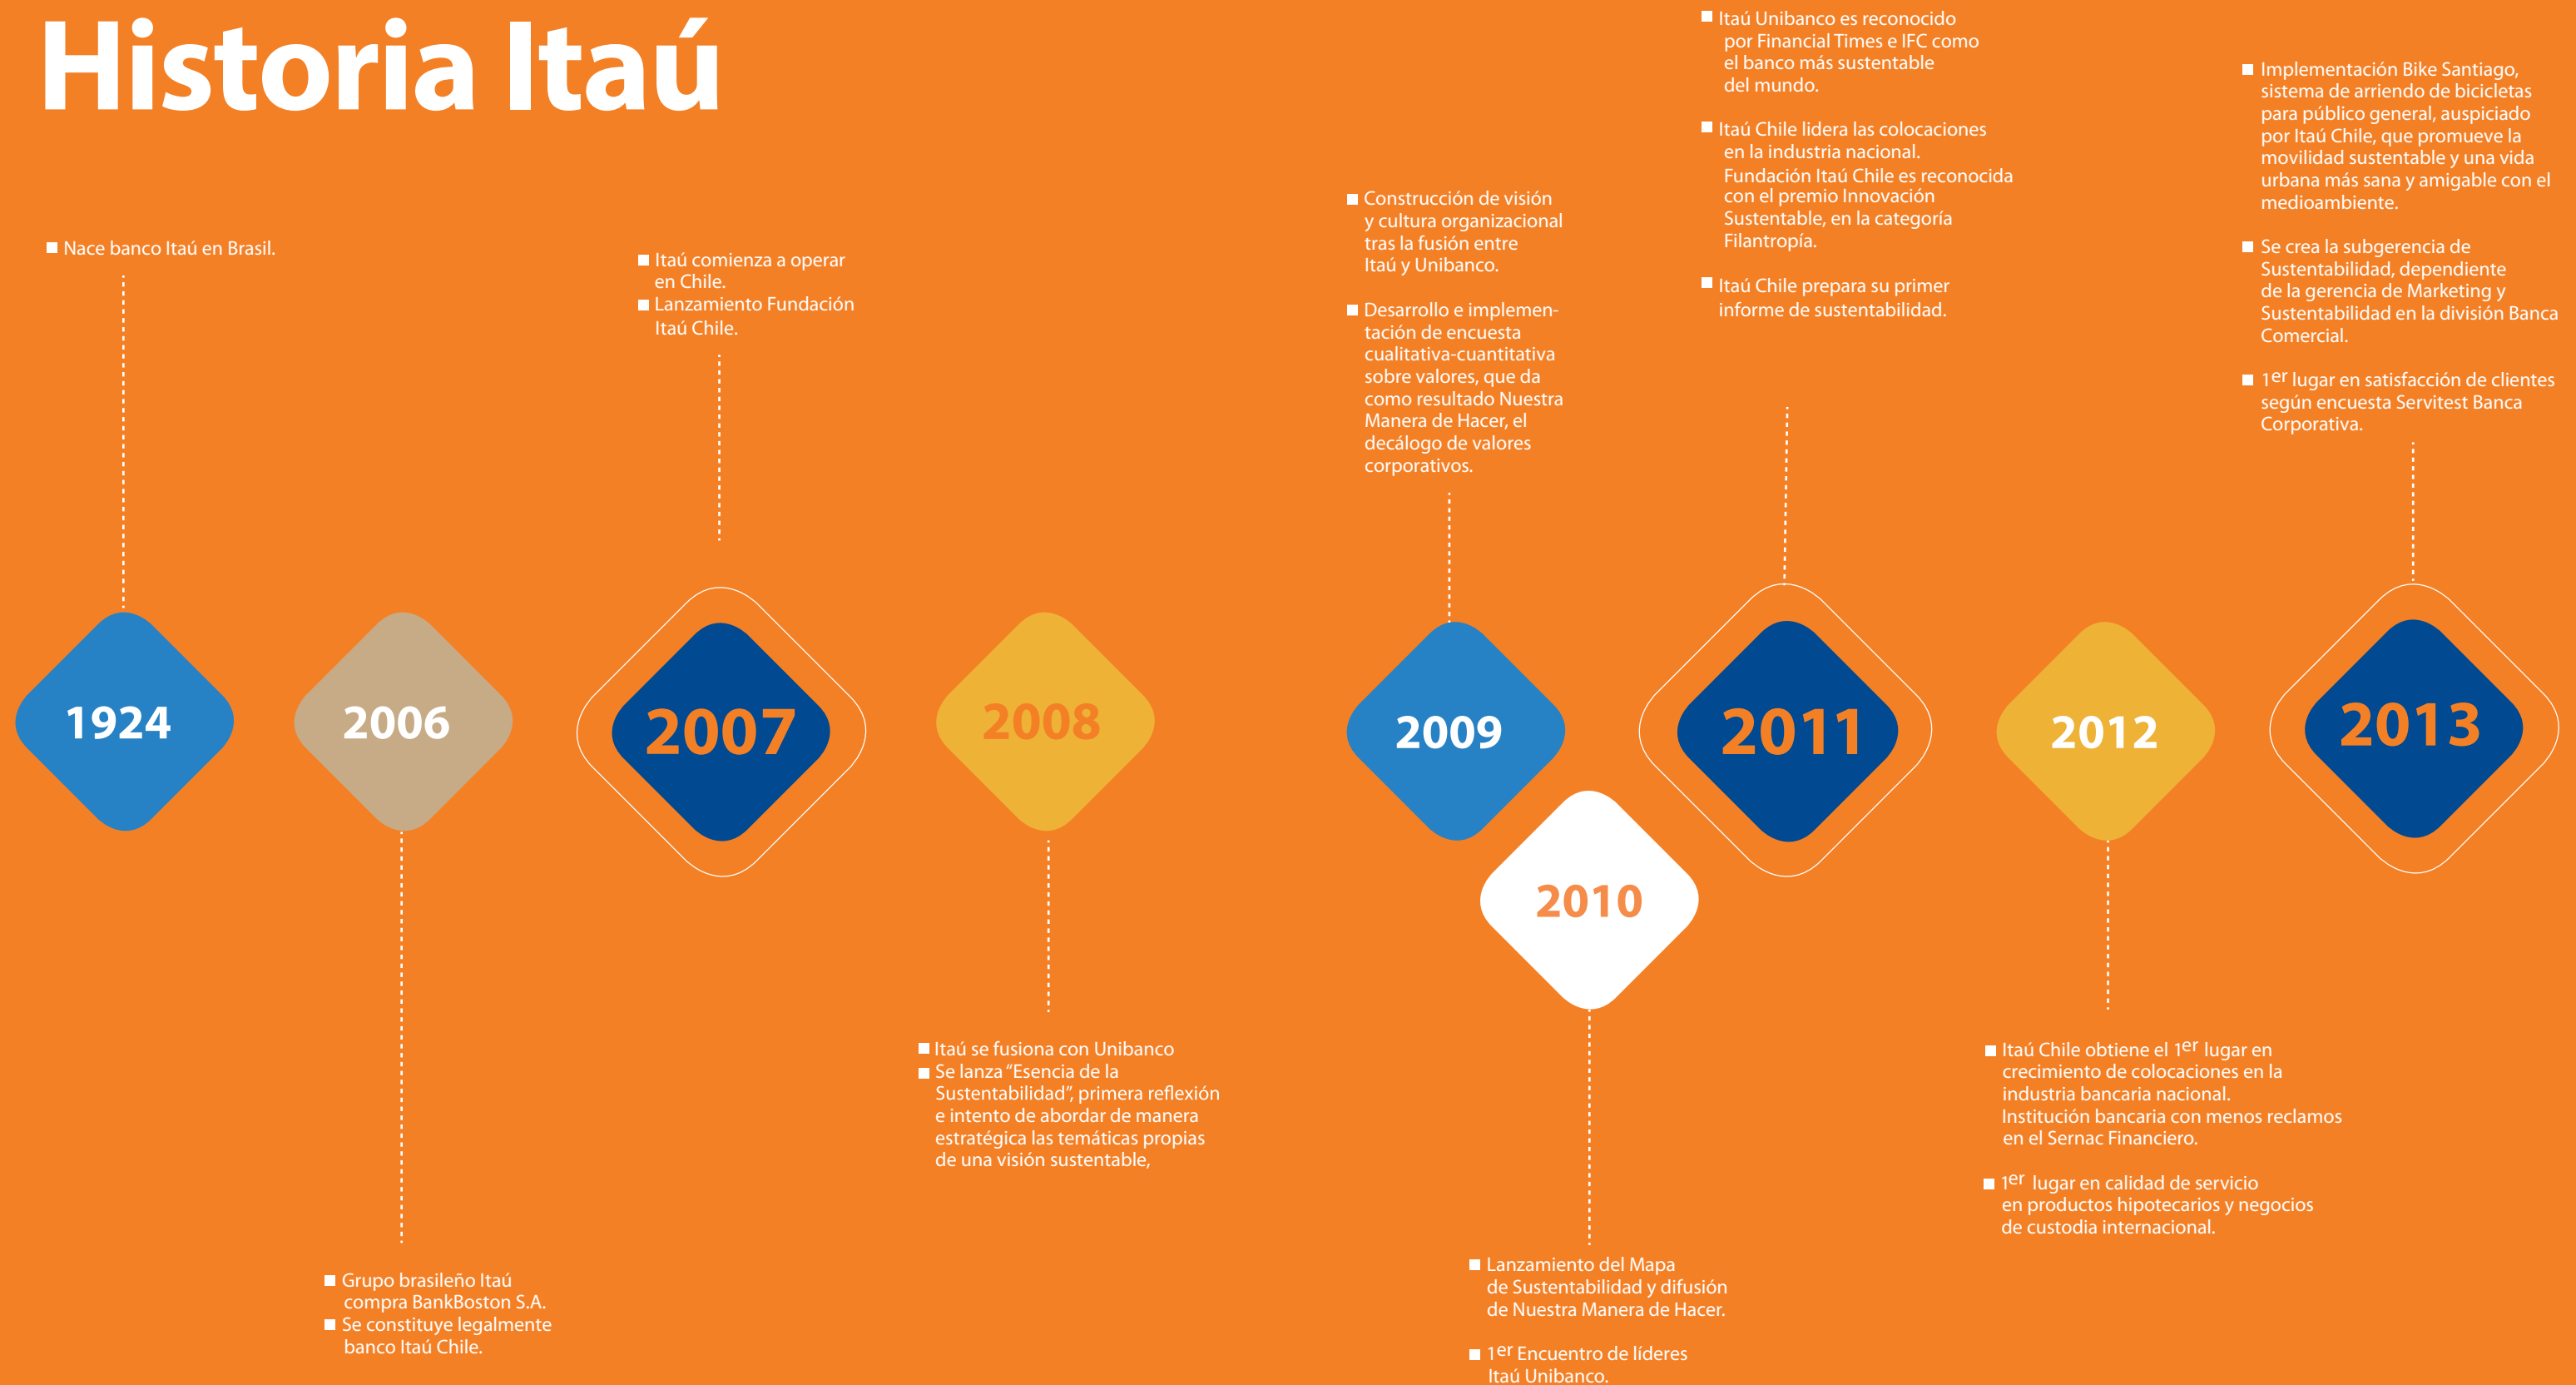 Historia Itaú
■ Nace banco Itaú en Brasil.
1924
2006
■ Grupo brasileño Itaú
compra BankBoston S.A.
■ Se constituye legalmente
banco Itaú Chile.
■ Itaú comienza a operar
en Chile.
■ Lanzamiento Fundación
Itaú Chile.
2007
2008
■ Itaú se fusiona con Unibanco
■ Se lanza “Esencia de la
Sustentabilidad”, primera reflexión
e intento de abordar de manera
estratégica las temáticas propias
de una visión sustentable,
■ Construcción de visión
y cultura organizacional
tras la fusión entre
Itaú y Unibanco.
■ Desarrollo e implemen-
tación de encuesta
cualitativa-cuantitativa
sobre valores, que da
como resultado Nuestra
Manera de Hacer, el
decálogo de valores
corporativos.
2009
2010
■ Lanzamiento del Mapa
de Sustentabilidad y difusión
de Nuestra Manera de Hacer.
■ 1er Encuentro de líderes
Itaú Unibanco.
■ Itaú Unibanco es reconocido
por Financial Times e IFC como
el banco más sustentable
del mundo.
■ Itaú Chile lidera las colocaciones
en la industria nacional.
Fundación Itaú Chile es reconocida
con el premio Innovación
Sustentable, en la categoría
Filantropía.
■ Itaú Chile prepara su primer
informe de sustentabilidad.
2011
2012
■ Itaú Chile obtiene el 1er lugar en
crecimiento de colocaciones en la
industria bancaria nacional.
Institución bancaria con menos reclamos
en el Sernac Financiero.
■ 1er lugar en calidad de servicio
en productos hipotecarios y negocios
de custodia internacional.
■ Implementación Bike Santiago,
sistema de arriendo de bicicletas
para público general, auspiciado
por Itaú Chile, que promueve la
movilidad sustentable y una vida
urbana más sana y amigable con el
medioambiente.
■ Se crea la subgerencia de
Sustentabilidad, dependiente
de la gerencia de Marketing y
Sustentabilidad en la división Banca
Comercial.
■ 1er lugar en satisfacción de clientes
según encuesta Servitest Banca
Corporativa.
2013